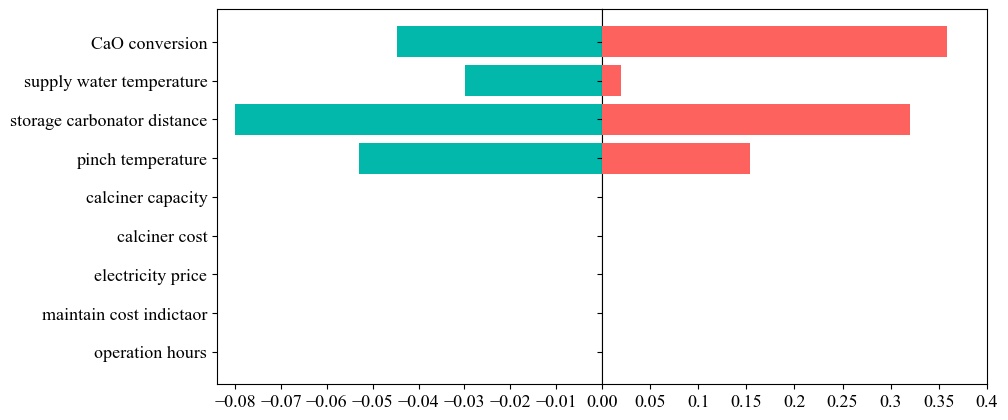 CaO conversion
supply water temperature
storage carbonator distance
pinch temperature
calciner capacity
calciner cost
electricity price
maintain cost indictaor
operation hours
−0.08 −0.07 −0.06 −0.05 −0.04 −0.03 −0.02 −0.01 0.00 0.05 0.1 0.15 0.2 0.25 0.3 0.35 0.4